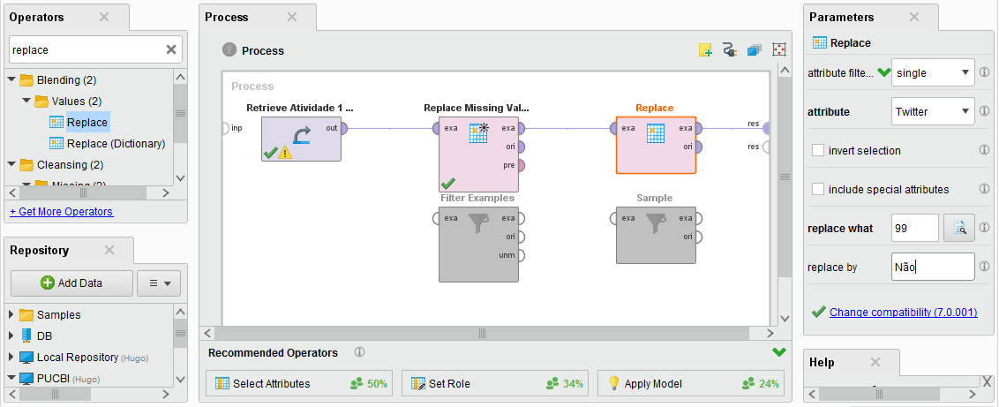 Operators
replace
Blending (2)
Values (2)
Replace
Replace (Dictionary)
Cleansing (2)
Missing (2)
+ Get More Operators
Repository
Add Data
Samples
DB
Local Repository (Hugo)
PUCBI (Hugo)
Process
Process
Process
inp
Retrieve Atividade 1 ...
out
Replace Missing Val...
exa exa
ori
pre
Replace
exa exa
ori
res
res
Filter Examples
exa exa
ori
unm
Sample
exa exa
ori
Recommended Operators
Select Attributes 50%
Set Role 34%
Apply Model 24%
Parameters
Replace
attribute filte... single
attribute Twitter
invert selection
include special attributes
replace what 99
replace by Não
Change compatibility (7.0.001)
Help